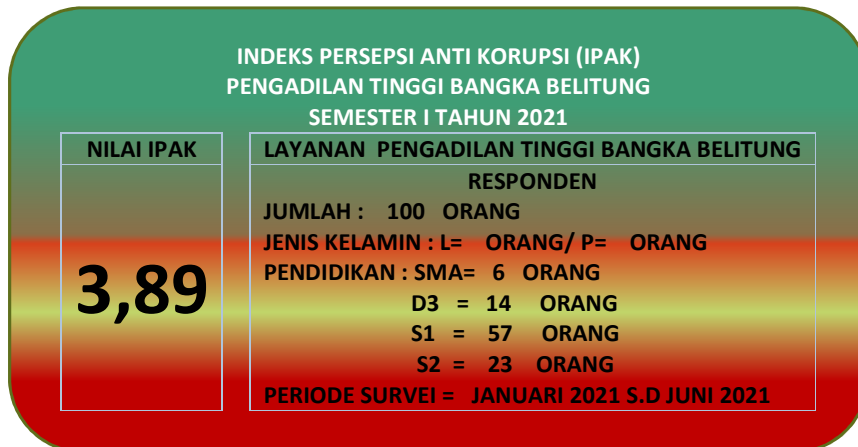 INDEKS PERSEPSI ANTI KORUPSI (IPAK)
PENGADILAN TINGGI BANGKA BELITUNG
SEMESTER I TAHUN 2021
NILAI IPAK
3,89
LAYANAN PENGADILAN TINGGI BANGKA BELITUNG
RESPONDEN
JUMLAH : 100 ORANG
JENIS KELAMIN : L= ORANG/ P= ORANG
PENDIDIKAN : SMA= 6 ORANG
D3 = 14 ORANG
S1 = 57 ORANG
S2 = 23 ORANG
PERIODE SURVEI = JANUARI 2021 S.D JUNI 2021